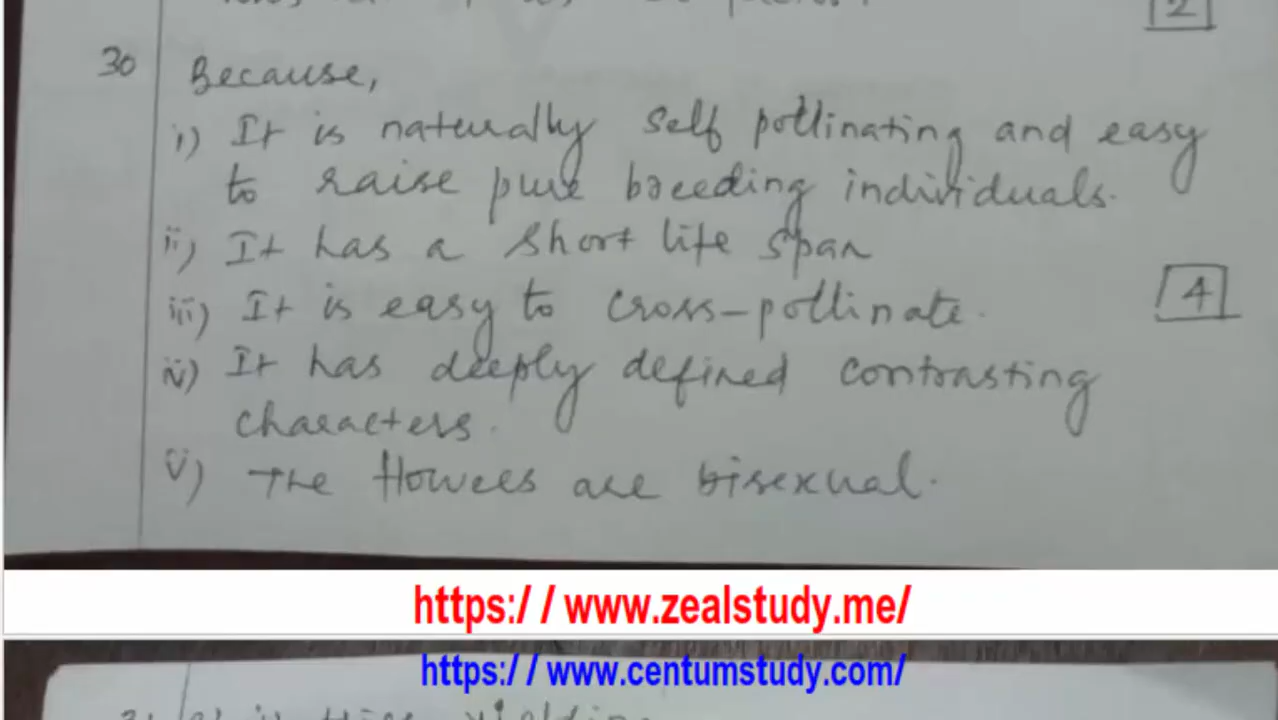 2
30 Because,
i) It is naturally self pollinating and easy
to raise pure breeding individuals.
ii) It has a short life span
iii) It is easy to cross-pollinate.
4
iv) It has deeply defined contrasting
characters.
v) The flowers are bisexual.
https://www.zealstudy.me/
https://www.centumstudy.com/